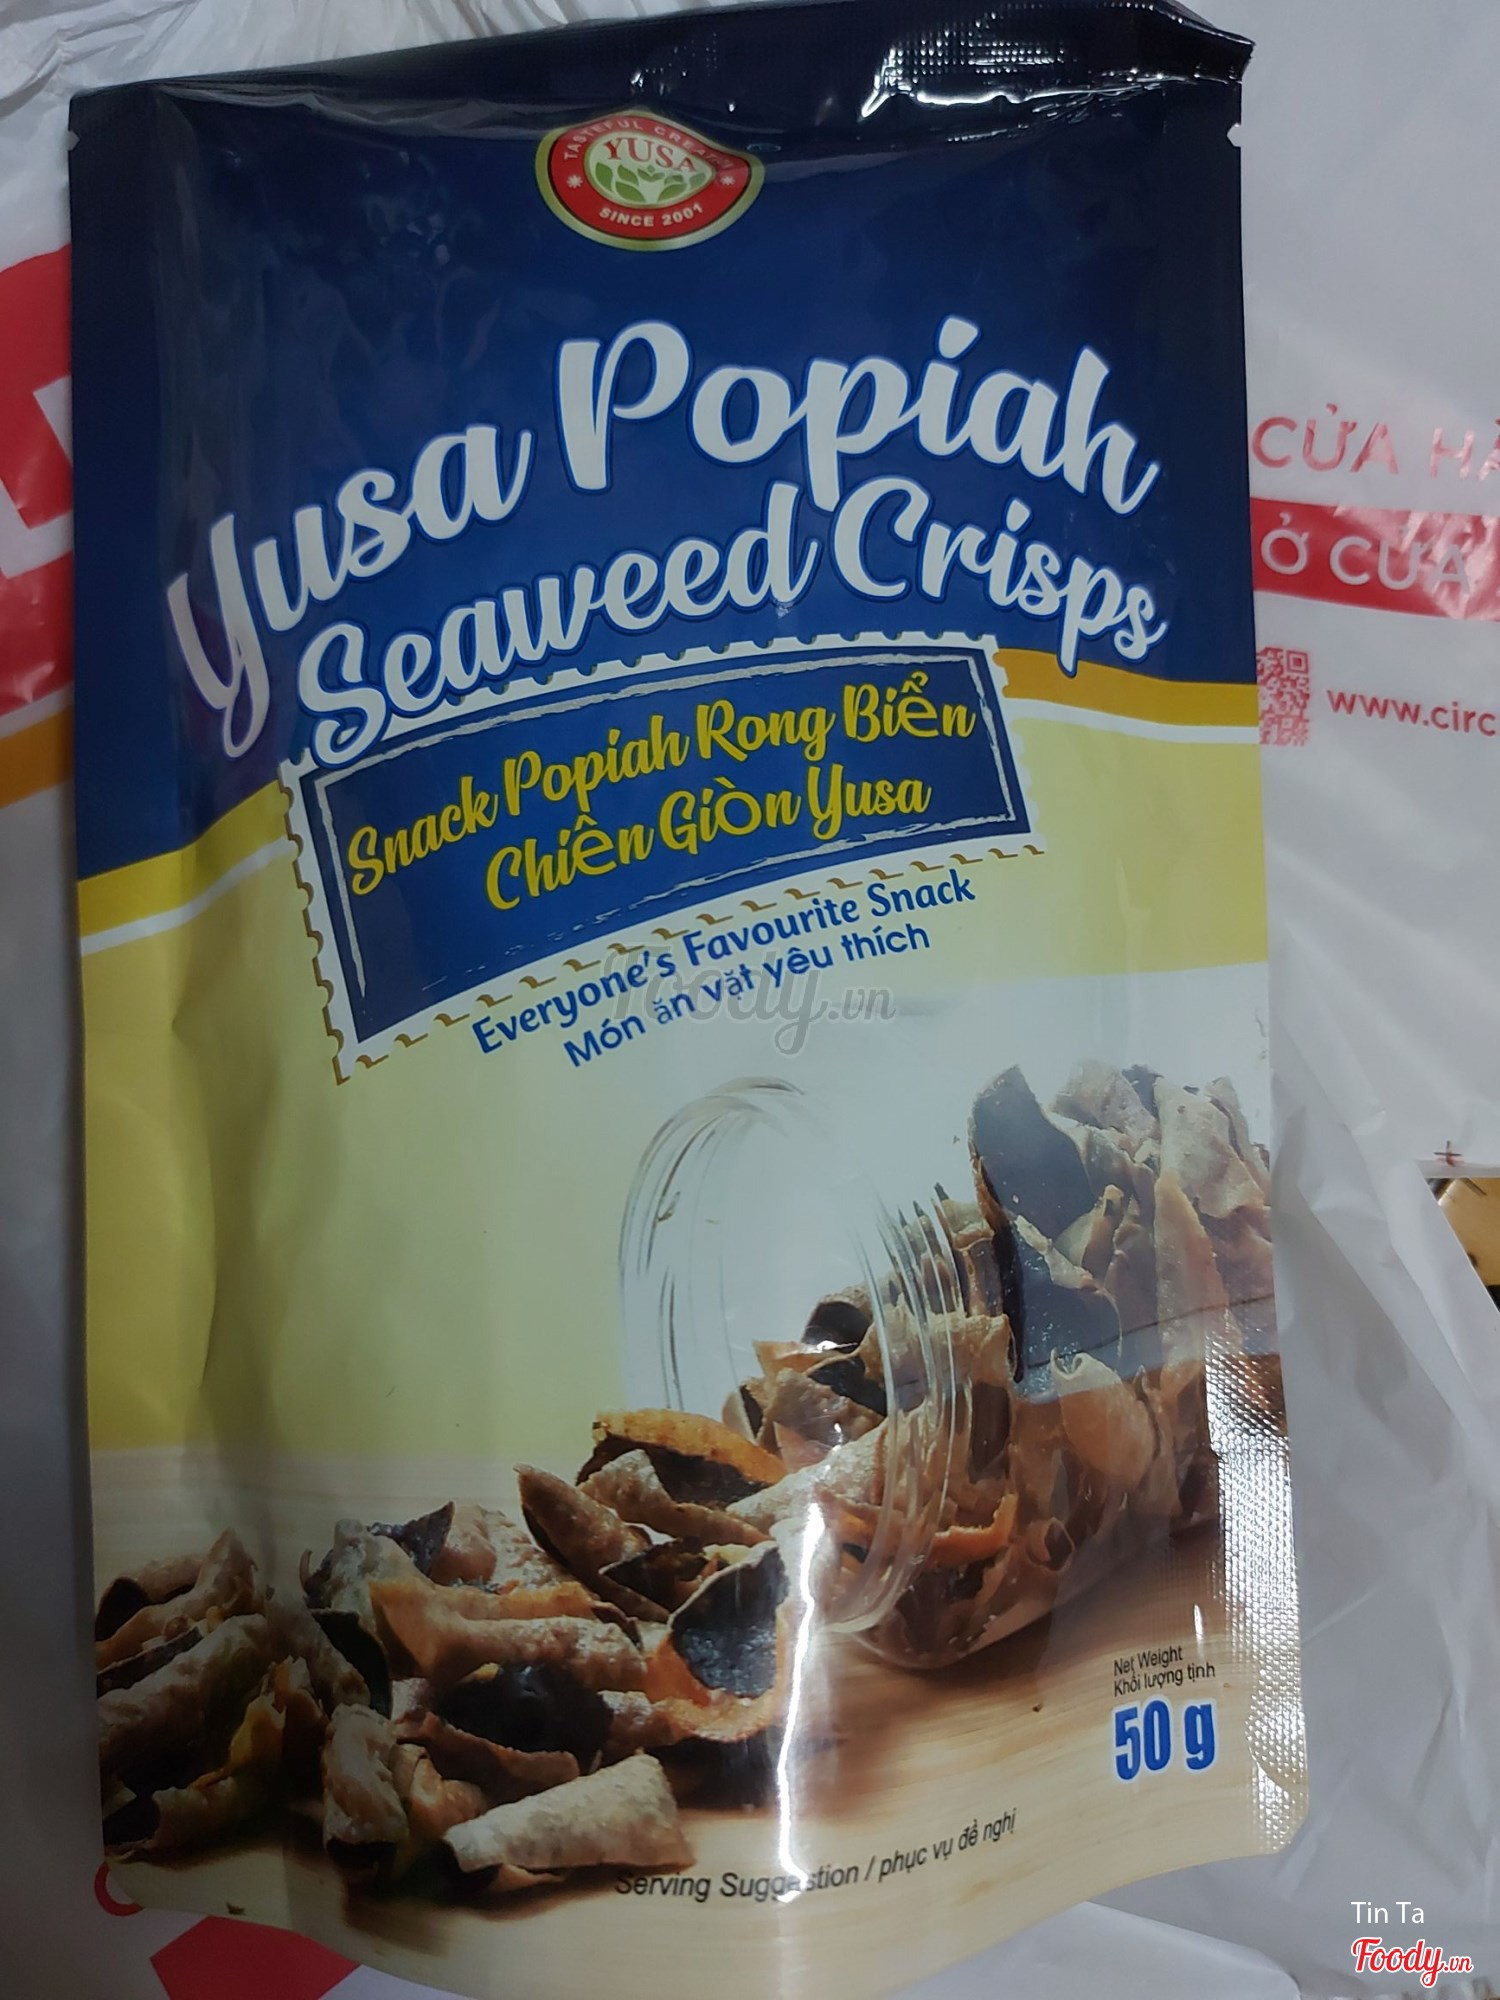 TASTEFUL
YUSA
SINCE 2001
Yusa Popiah
Seaweed Crisps
Snack Popiah Rong Biển
Chiên Giòn Yusa
Everyone's Favourite Snack
Món ăn vặt yêu thích
Foody.vn
CỬA
Ở CỬA
www.circ
Net Weight
Khối lượng tịnh
50 g
Serving Suggestion / phục vụ đề nghị
Tin Ta
Foody.vn